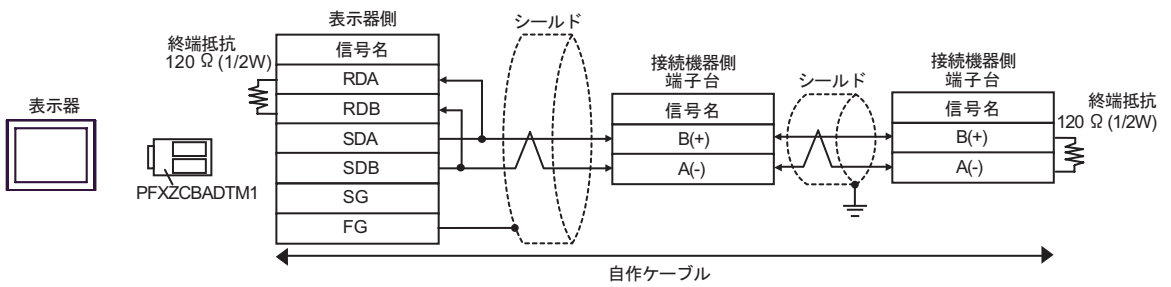 表示器
PFXZCBADTM1
終端抵抗
120 Ω (1/2W)
表示器側
信号名
RDA
RDB
SDA
SDB
SG
FG
シールド
接続機器側
端子台
信号名
B(+)
A(-)
シールド
接続機器側
端子台
信号名
B(+)
A(-)
終端抵抗
120 Ω (1/2W)
自作ケーブル